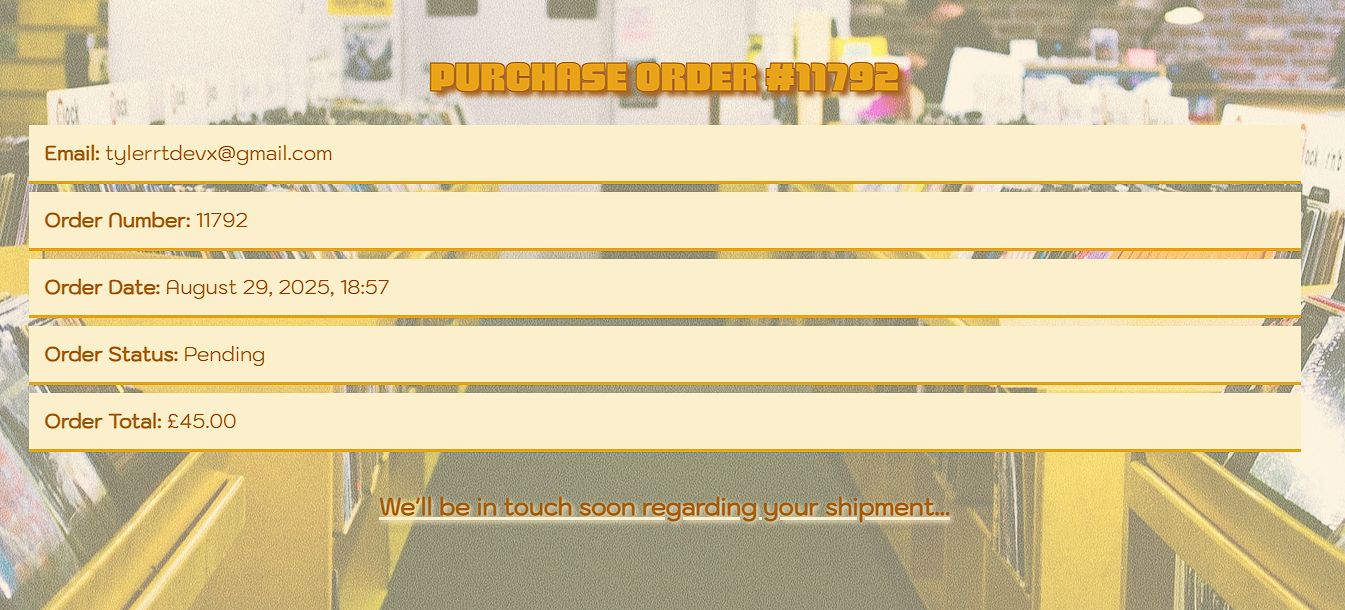 PURCHASE ORDER #11792
Email: tylerrtdevx@gmail.com
Order Number: 11792
Order Date: August 29, 2025, 18:57
Order Status: Pending
Order Total: £45.00
We'll be in touch soon regarding your shipment...